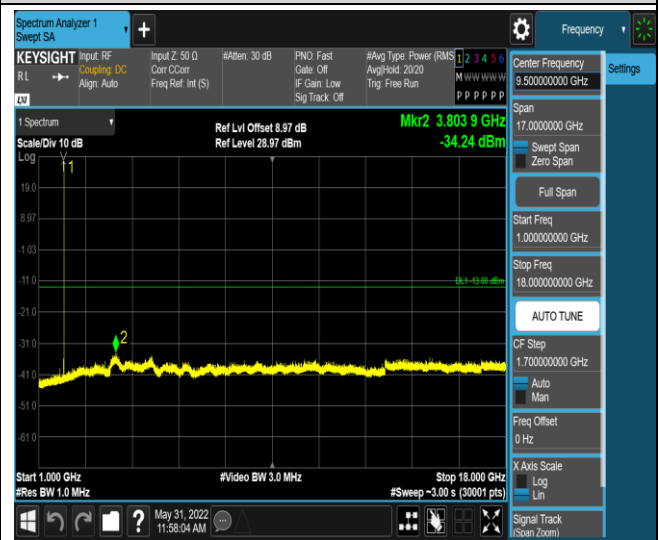 Spectrum Analyzer 1
Swept SA
+
Frequency
KEYSIGHT
RL
Input: RF
Coupling: DC
Align: Auto
Input Z: 50 Ω
Corr CCorr
Freq Ref: Int (S)
#Atten: 30 dB
PNO: Fast
Gate: Off
IF Gain: Low
Sig Track: Off
#Avg Type: Power (RMS
Avg|Hold: 20/20
Trig: Free Run
1 2 3 4 5 6
M W W W W W
P P P P P P
LNI
1 Spectrum
Scale/Div 10 dB
Ref Lvl Offset 8.97 dB
Ref Level 28.97 dBm
Mkr2 3.803 9 GHz
-34.24 dBm
Log
1
19.0
8.97
-1.03
-11.0
DL1 -13.00 dBm
-21.0
-31.0
2
-41.0
-51.0
-61.0
Start 1.000 GHz
#Res BW 1.0 MHz
#Video BW 3.0 MHz
Stop 18.000 GHz
#Sweep ~3.00 s (30001 pts)
?
May 31, 2022
11:58:04 AM
Center Frequency
9.500000000 GHz
Settings
Span
17.0000000 GHz
Swept Span
Zero Span
Full Span
Start Freq
1.000000000 GHz
Stop Freq
18.000000000 GHz
AUTO TUNE
CF Step
1.700000000 GHz
Auto
Man
Freq Offset
0 Hz
X Axis Scale
Log
Lin
Signal Track
(Span Zoom)